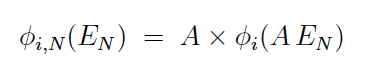 ϕ_{i,N}(E_N) = A × ϕ_i(A E_N)